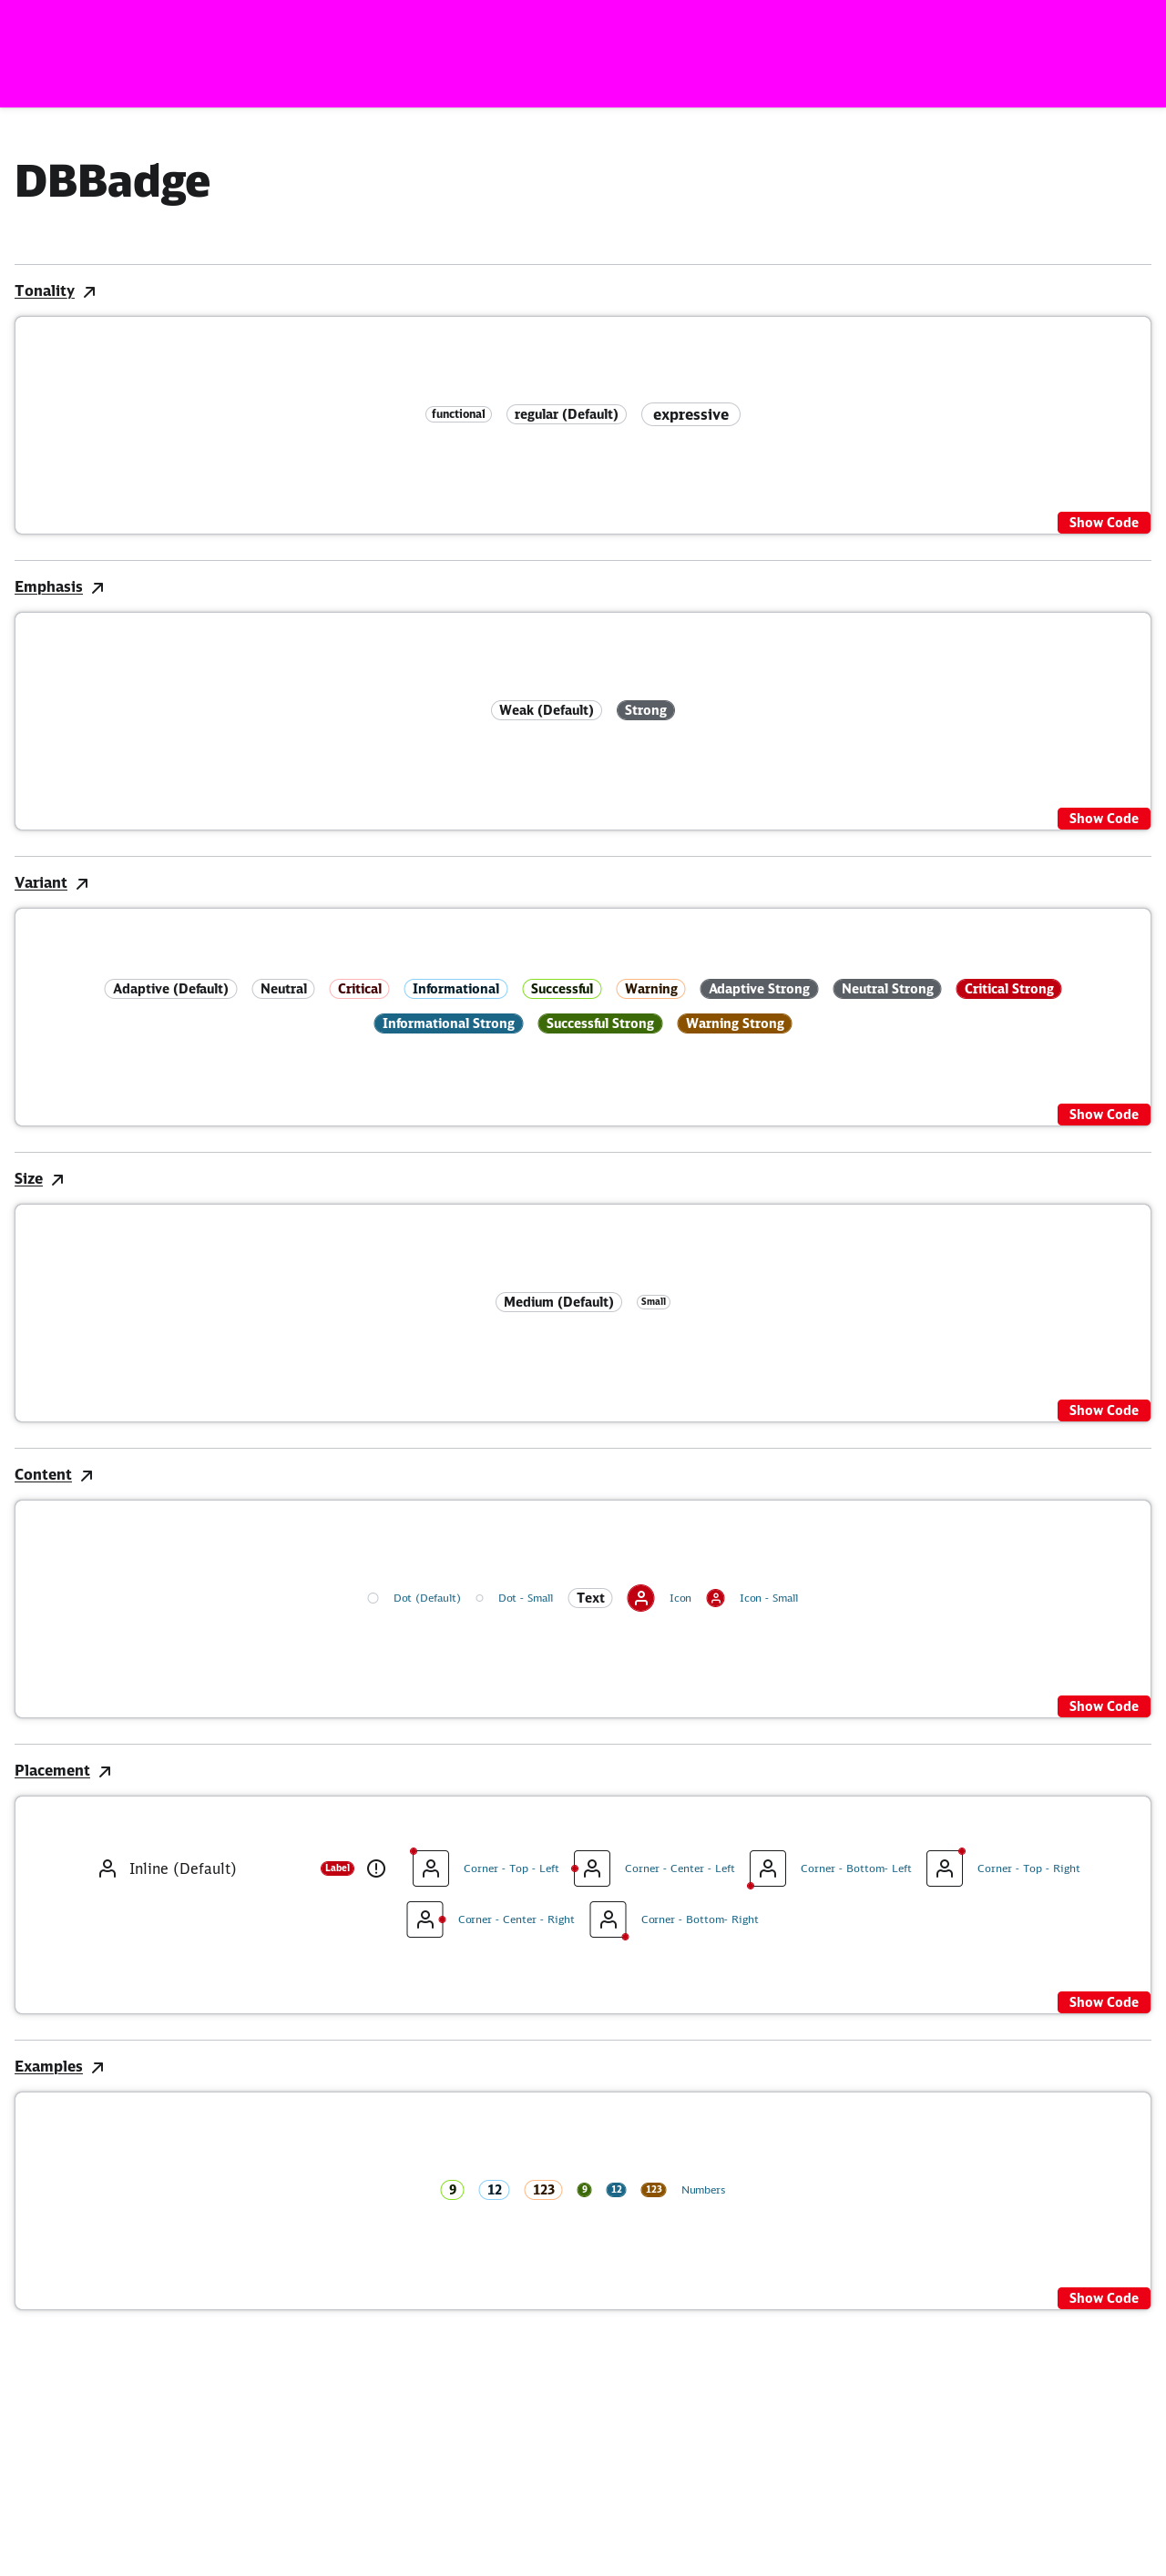 DBBadge
Tonality
functional regular (Default) expressive
Show Code
Emphasis
Weak (Default) Strong
Show Code
Variant
Adaptive (Default) Neutral Critical Informational Successful Warning Adaptive Strong Neutral Strong Critical Strong
Informational Strong Successful Strong Warning Strong
Show Code
Size
Medium (Default) Small
Show Code
Content
Dot (Default) Dot - Small Text Icon Icon - Small
Show Code
Placement
Inline (Default) Label Corner - Top - Left Corner - Center - Left Corner - Bottom- Left Corner - Top - Right
Corner - Center - Right Corner - Bottom- Right
Show Code
Examples
9 12 123 9 12 123 Numbers
Show Code